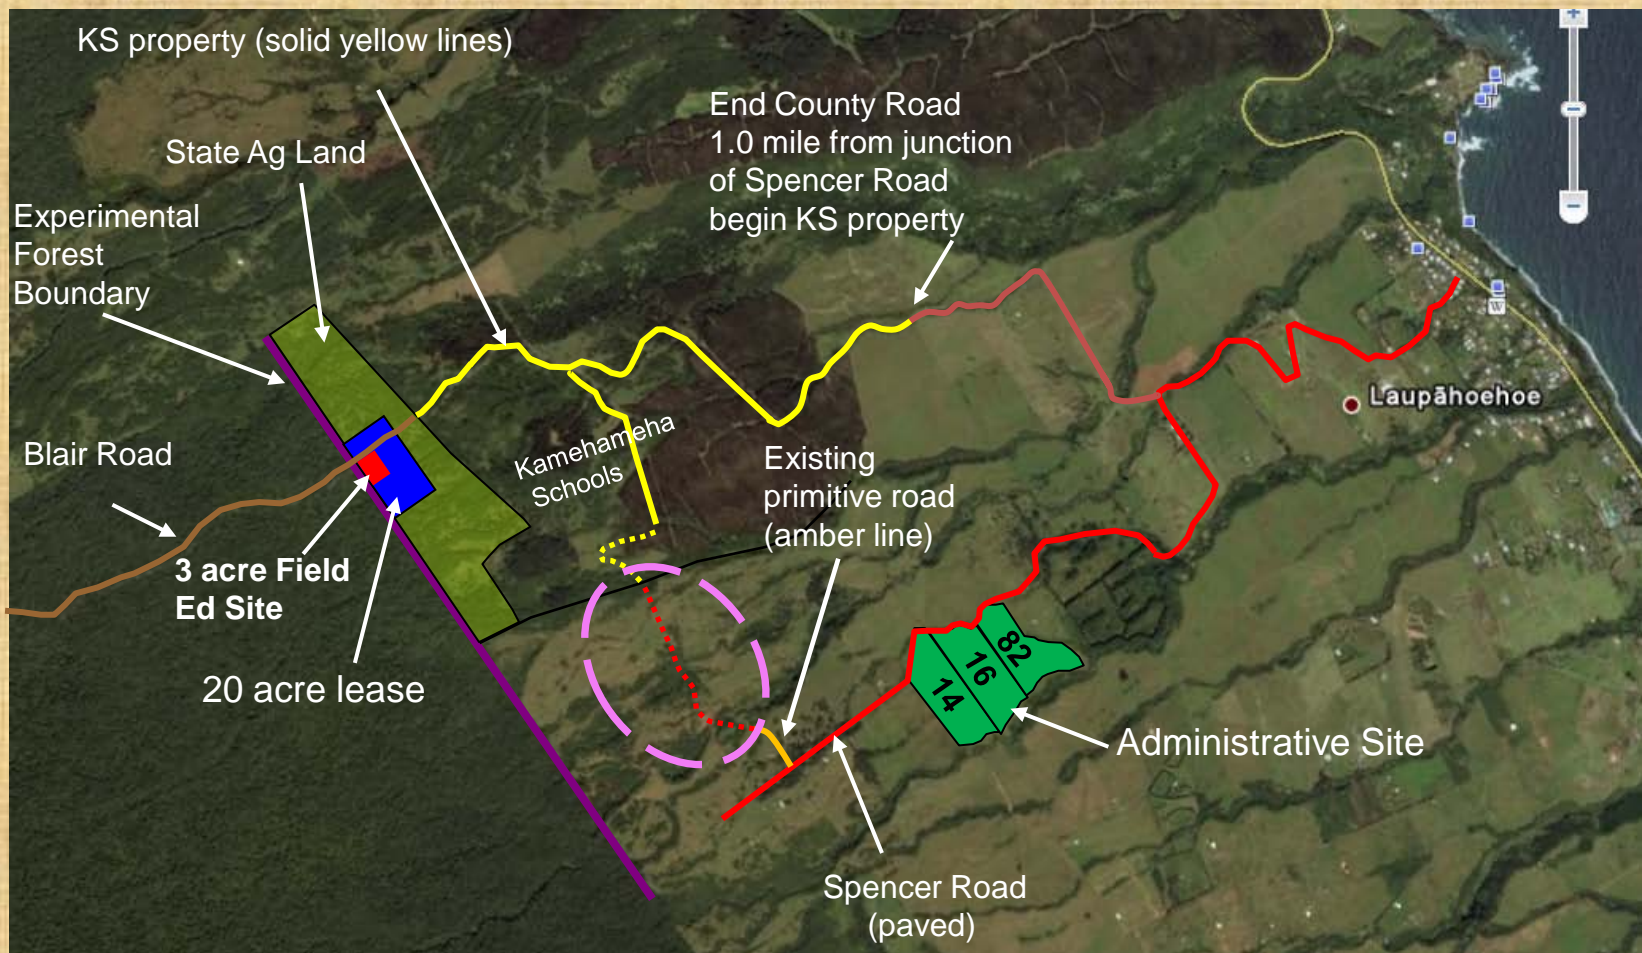 KS property (solid yellow lines)
State Ag Land
Experimental
Forest
Boundary
End County Road
1.0 mile from junction
of Spencer Road
begin KS property
Blair Road
Kamehameha
Schools
Existing
primitive road
(amber line)
Laupāhoehoe
W
3 acre Field
Ed Site
20 acre lease
14
16
82
Administrative Site
Spencer Road
(paved)